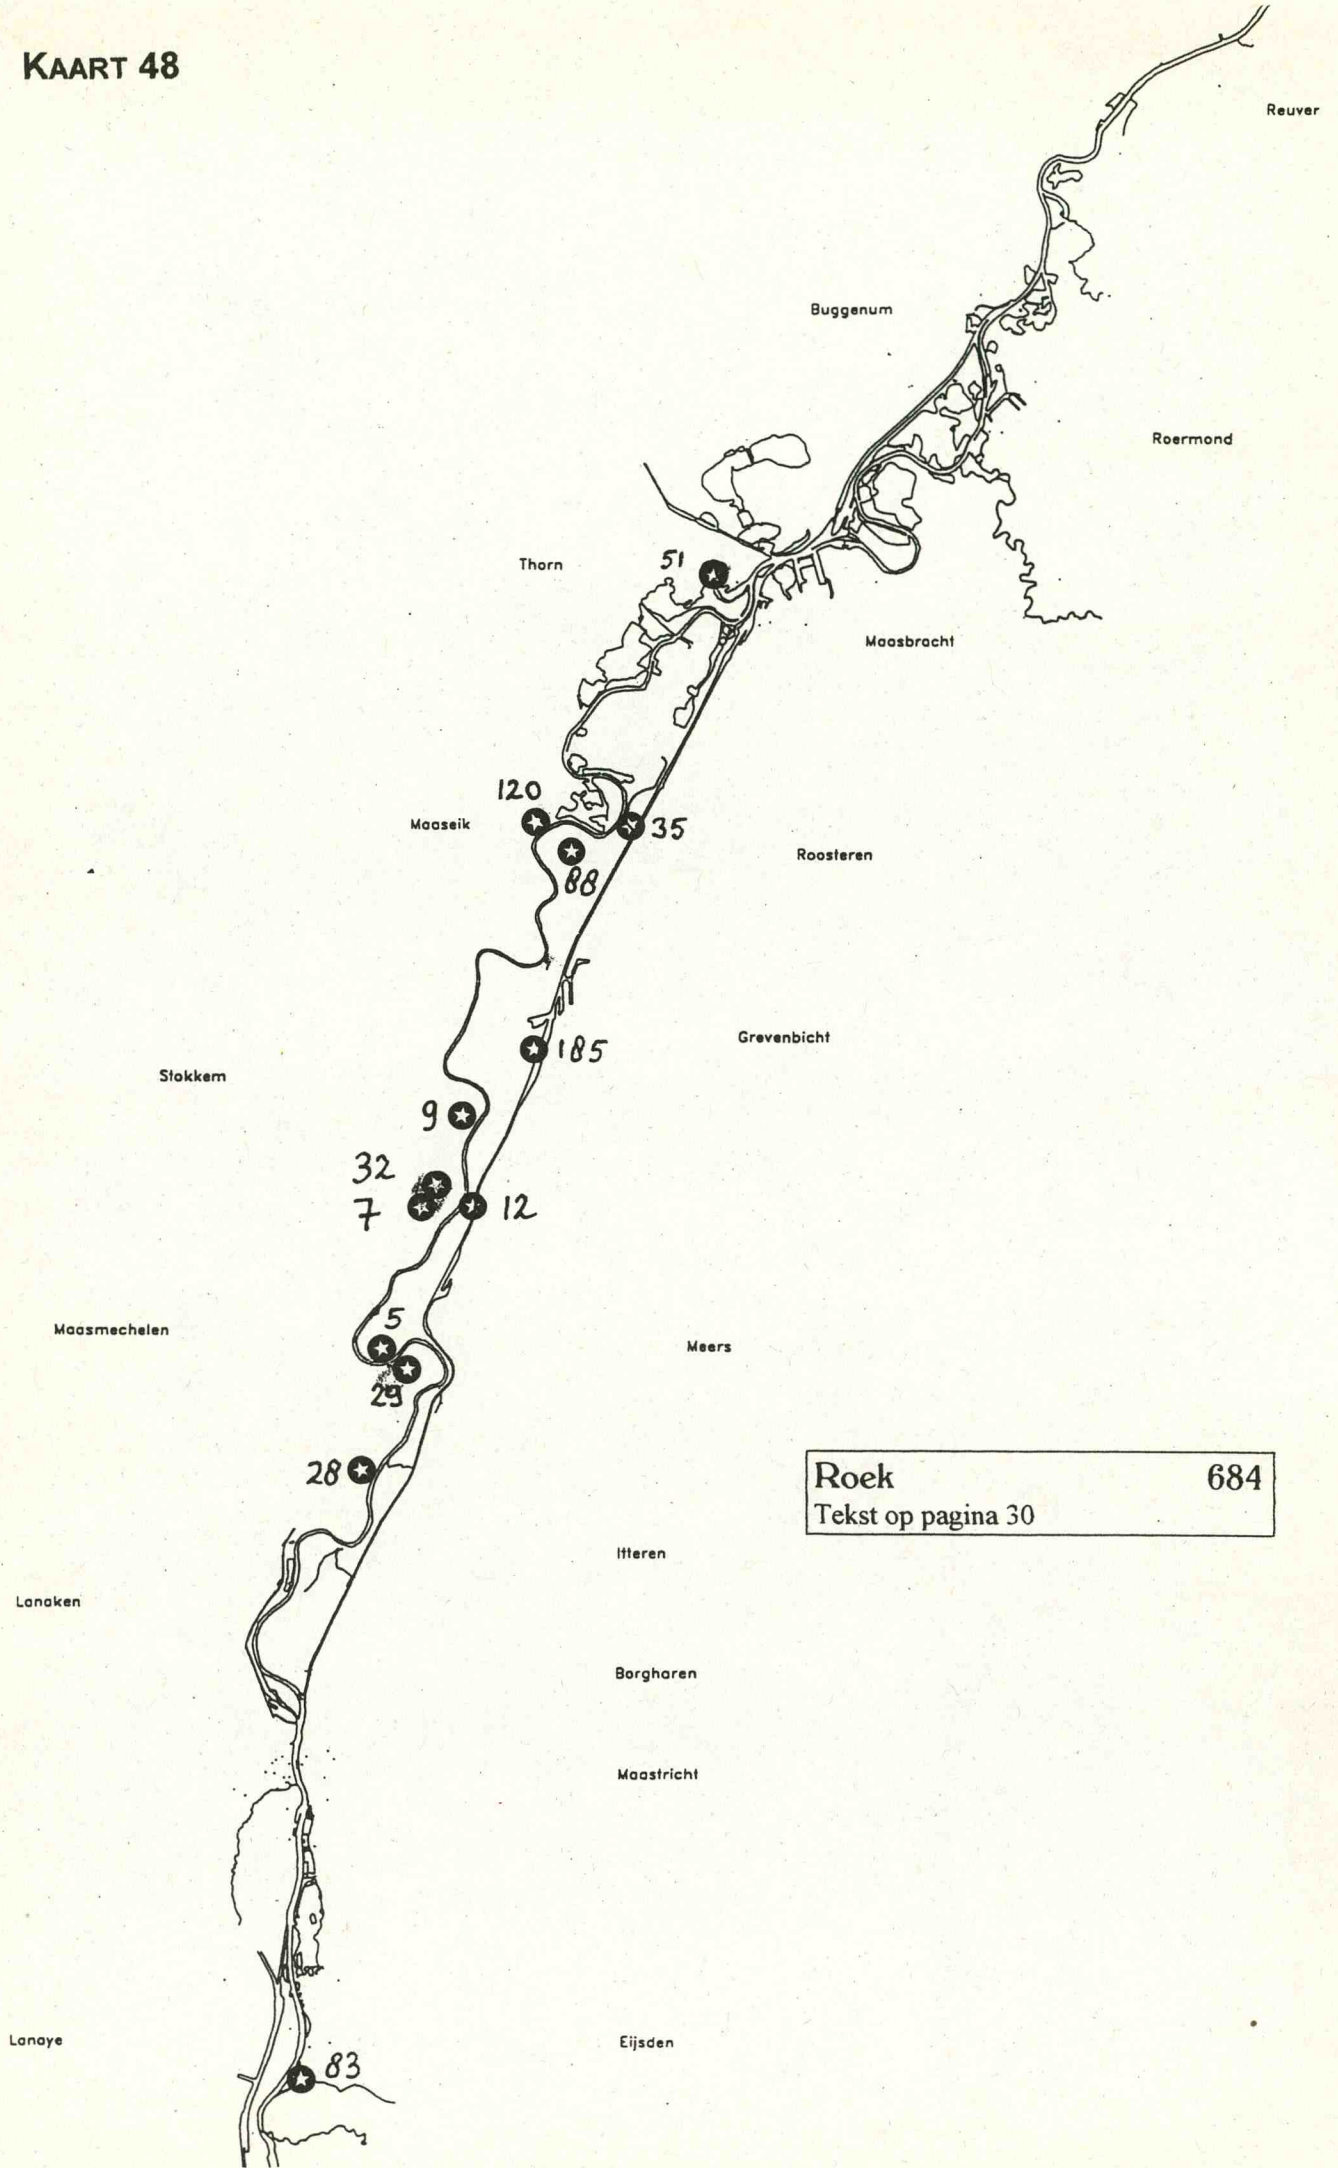 KAART 48
Reuver
Buggenum
Roermond
Thorn
51
Maasbracht
120
Maaseik
35
Roosteren
88
Grevenbicht
185
Stokkem
9
32
7
12
5
Maasmechelen
Meers
29
28
Roek 684
Tekst op pagina 30
Itteren
Lanaken
Borgharen
Maastricht
Lanaye
Eijsden
83